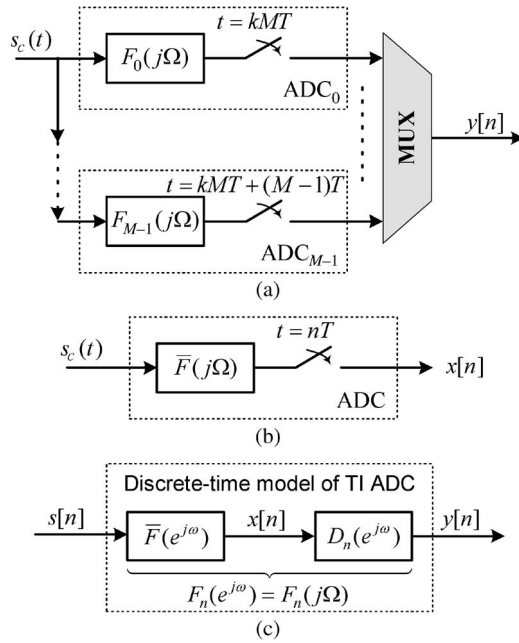 s_c(t)
F_0(jΩ)
t = kMT
ADC_0
t = kMT + (M−1)T
F_{M−1}(jΩ)
ADC_{M−1}
MUX
y[n]
(a)
s_c(t)
F̅(jΩ)
t = nT
ADC
x[n]
(b)
Discrete-time model of TI ADC
s[n]
F̅(e^{jω})
x[n]
D_n(e^{jω})
y[n]
F_n(e^{jω}) = F_n(jΩ)
(c)